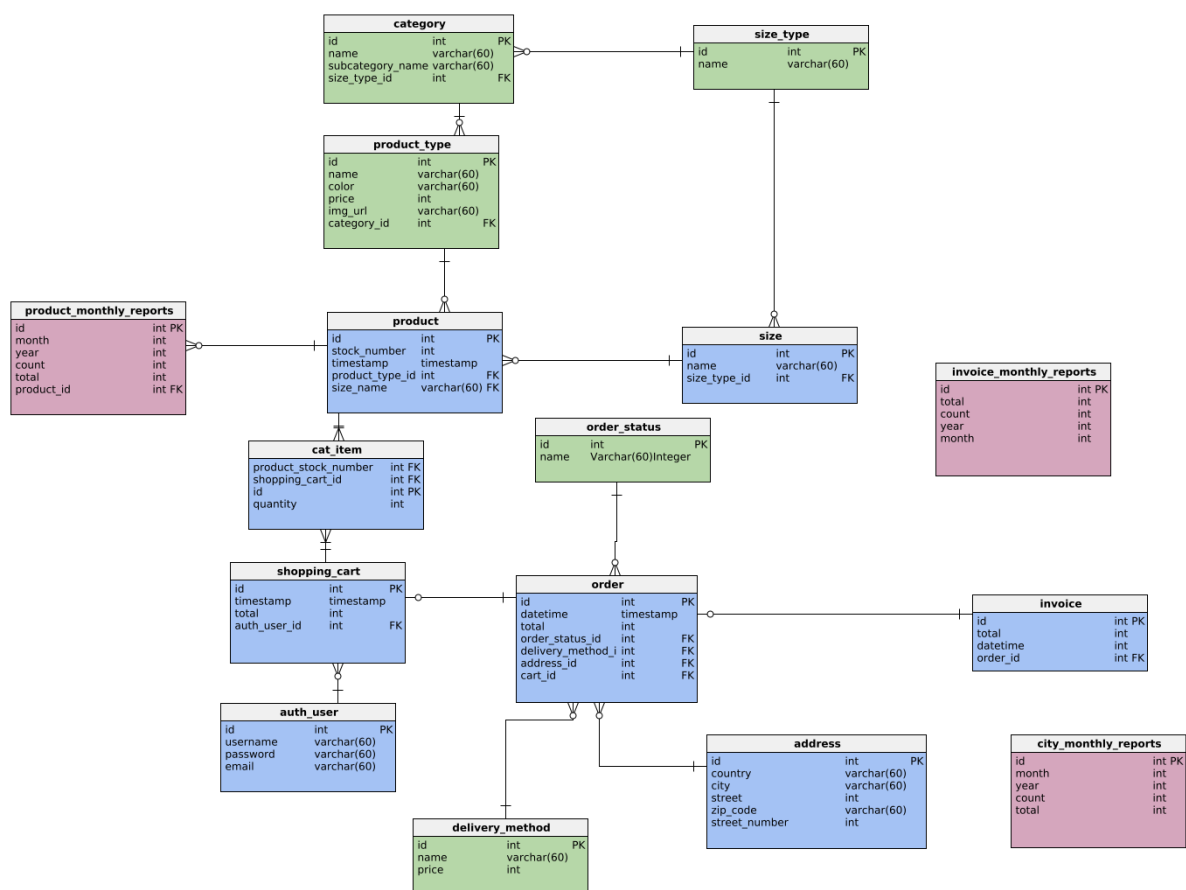 category
id int PK
name varchar(60)
subcategory_name varchar(60)
size_type_id int FK
size_type
id int PK
name varchar(60)
product_type
id int PK
name varchar(60)
color varchar(60)
price int
img_url varchar(60)
category_id int FK
product_monthly_reports
id int PK
month int
year int
count int
total int
product_id int FK
product
id int PK
stock_number int
timestamp timestamp
product_type_id int FK
size_name varchar(60) FK
size
id int PK
name varchar(60)
size_type_id int FK
invoice_monthly_reports
id int PK
total int
count int
year int
month int
order_status
id int PK
name Varchar(60)Integer
cat_item
product_stock_number int FK
shopping_cart_id int FK
id int PK
quantity int
shopping_cart
id int PK
timestamp timestamp
total int
auth_user_id int FK
order
id int PK
datetime timestamp
total int
order_status_id int FK
delivery_method_i int FK
address_id int FK
cart_id int FK
invoice
id int PK
total int
datetime int
order_id int FK
auth_user
id int PK
username varchar(60)
password varchar(60)
email varchar(60)
address
id int PK
country varchar(60)
city varchar(60)
street int
zip_code varchar(60)
street_number int
city_monthly_reports
id int PK
month int
year int
count int
total int
delivery_method
id int PK
name varchar(60)
price int